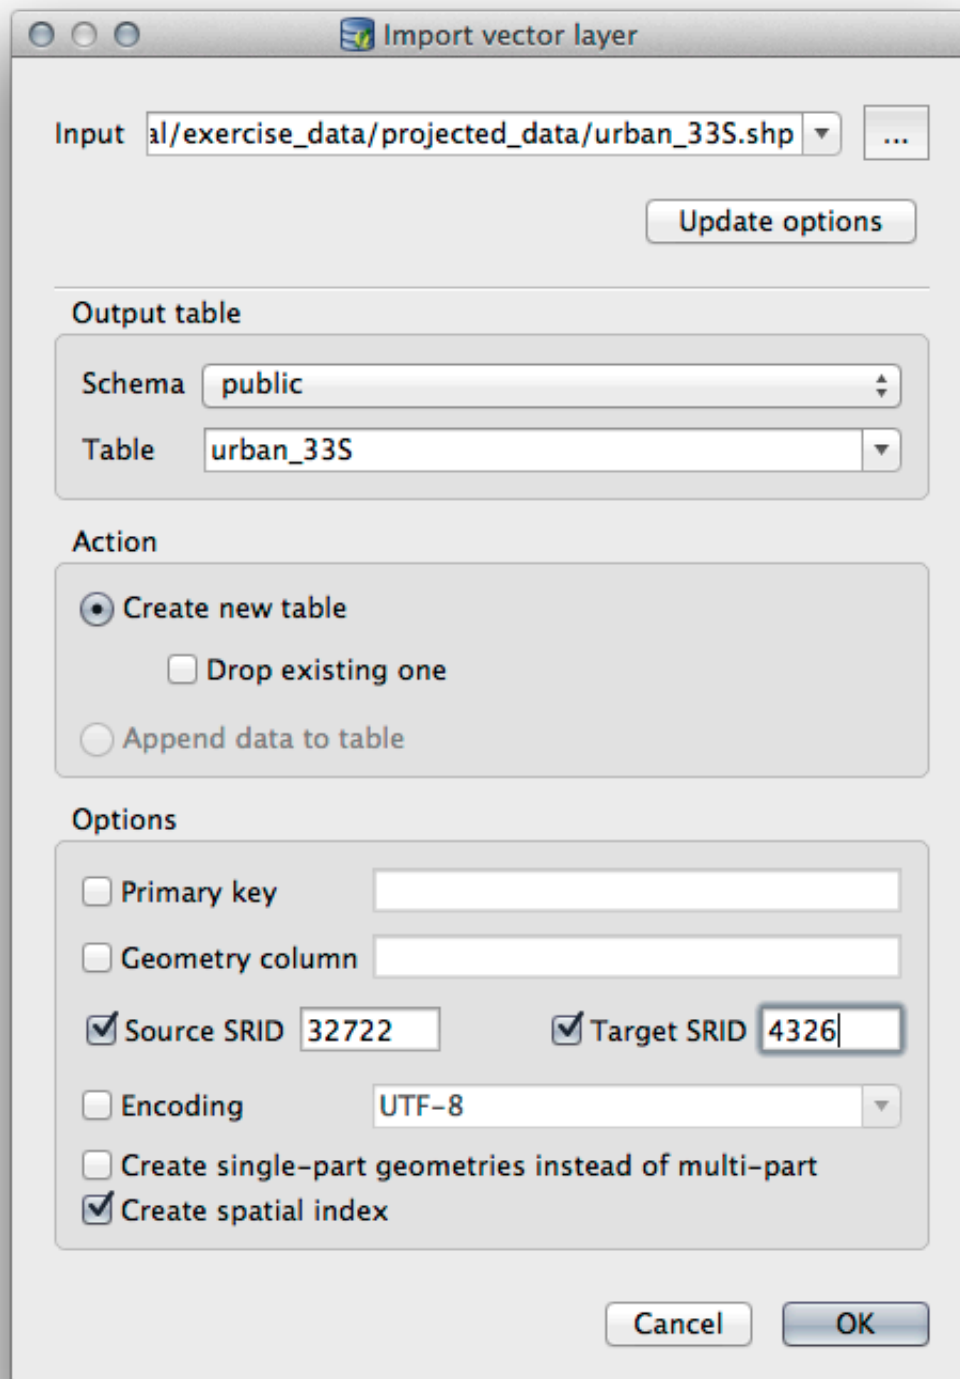 Import vector layer
Input al/exercise_data/projected_data/urban_33S.shp ...
Update options
Output table
Schema public
Table urban_33S
Action
Create new table
Drop existing one
Append data to table
Options
Primary key
Geometry column
Source SRID 32722 Target SRID 4326
Encoding UTF-8
Create single-part geometries instead of multi-part
Create spatial index
Cancel OK